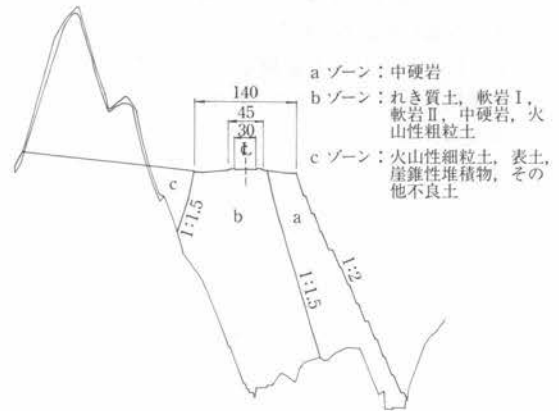 140
45
30
℄
c
b
a
1:1.5
1:1.5
1:2
a ゾーン：中硬岩
b ゾーン：れき質土，軟岩Ⅰ，
軟岩Ⅱ，中硬岩，火
山性粗粒土
c ゾーン：火山性細粒土，表土，
崖錐性堆積物，その
他不良土